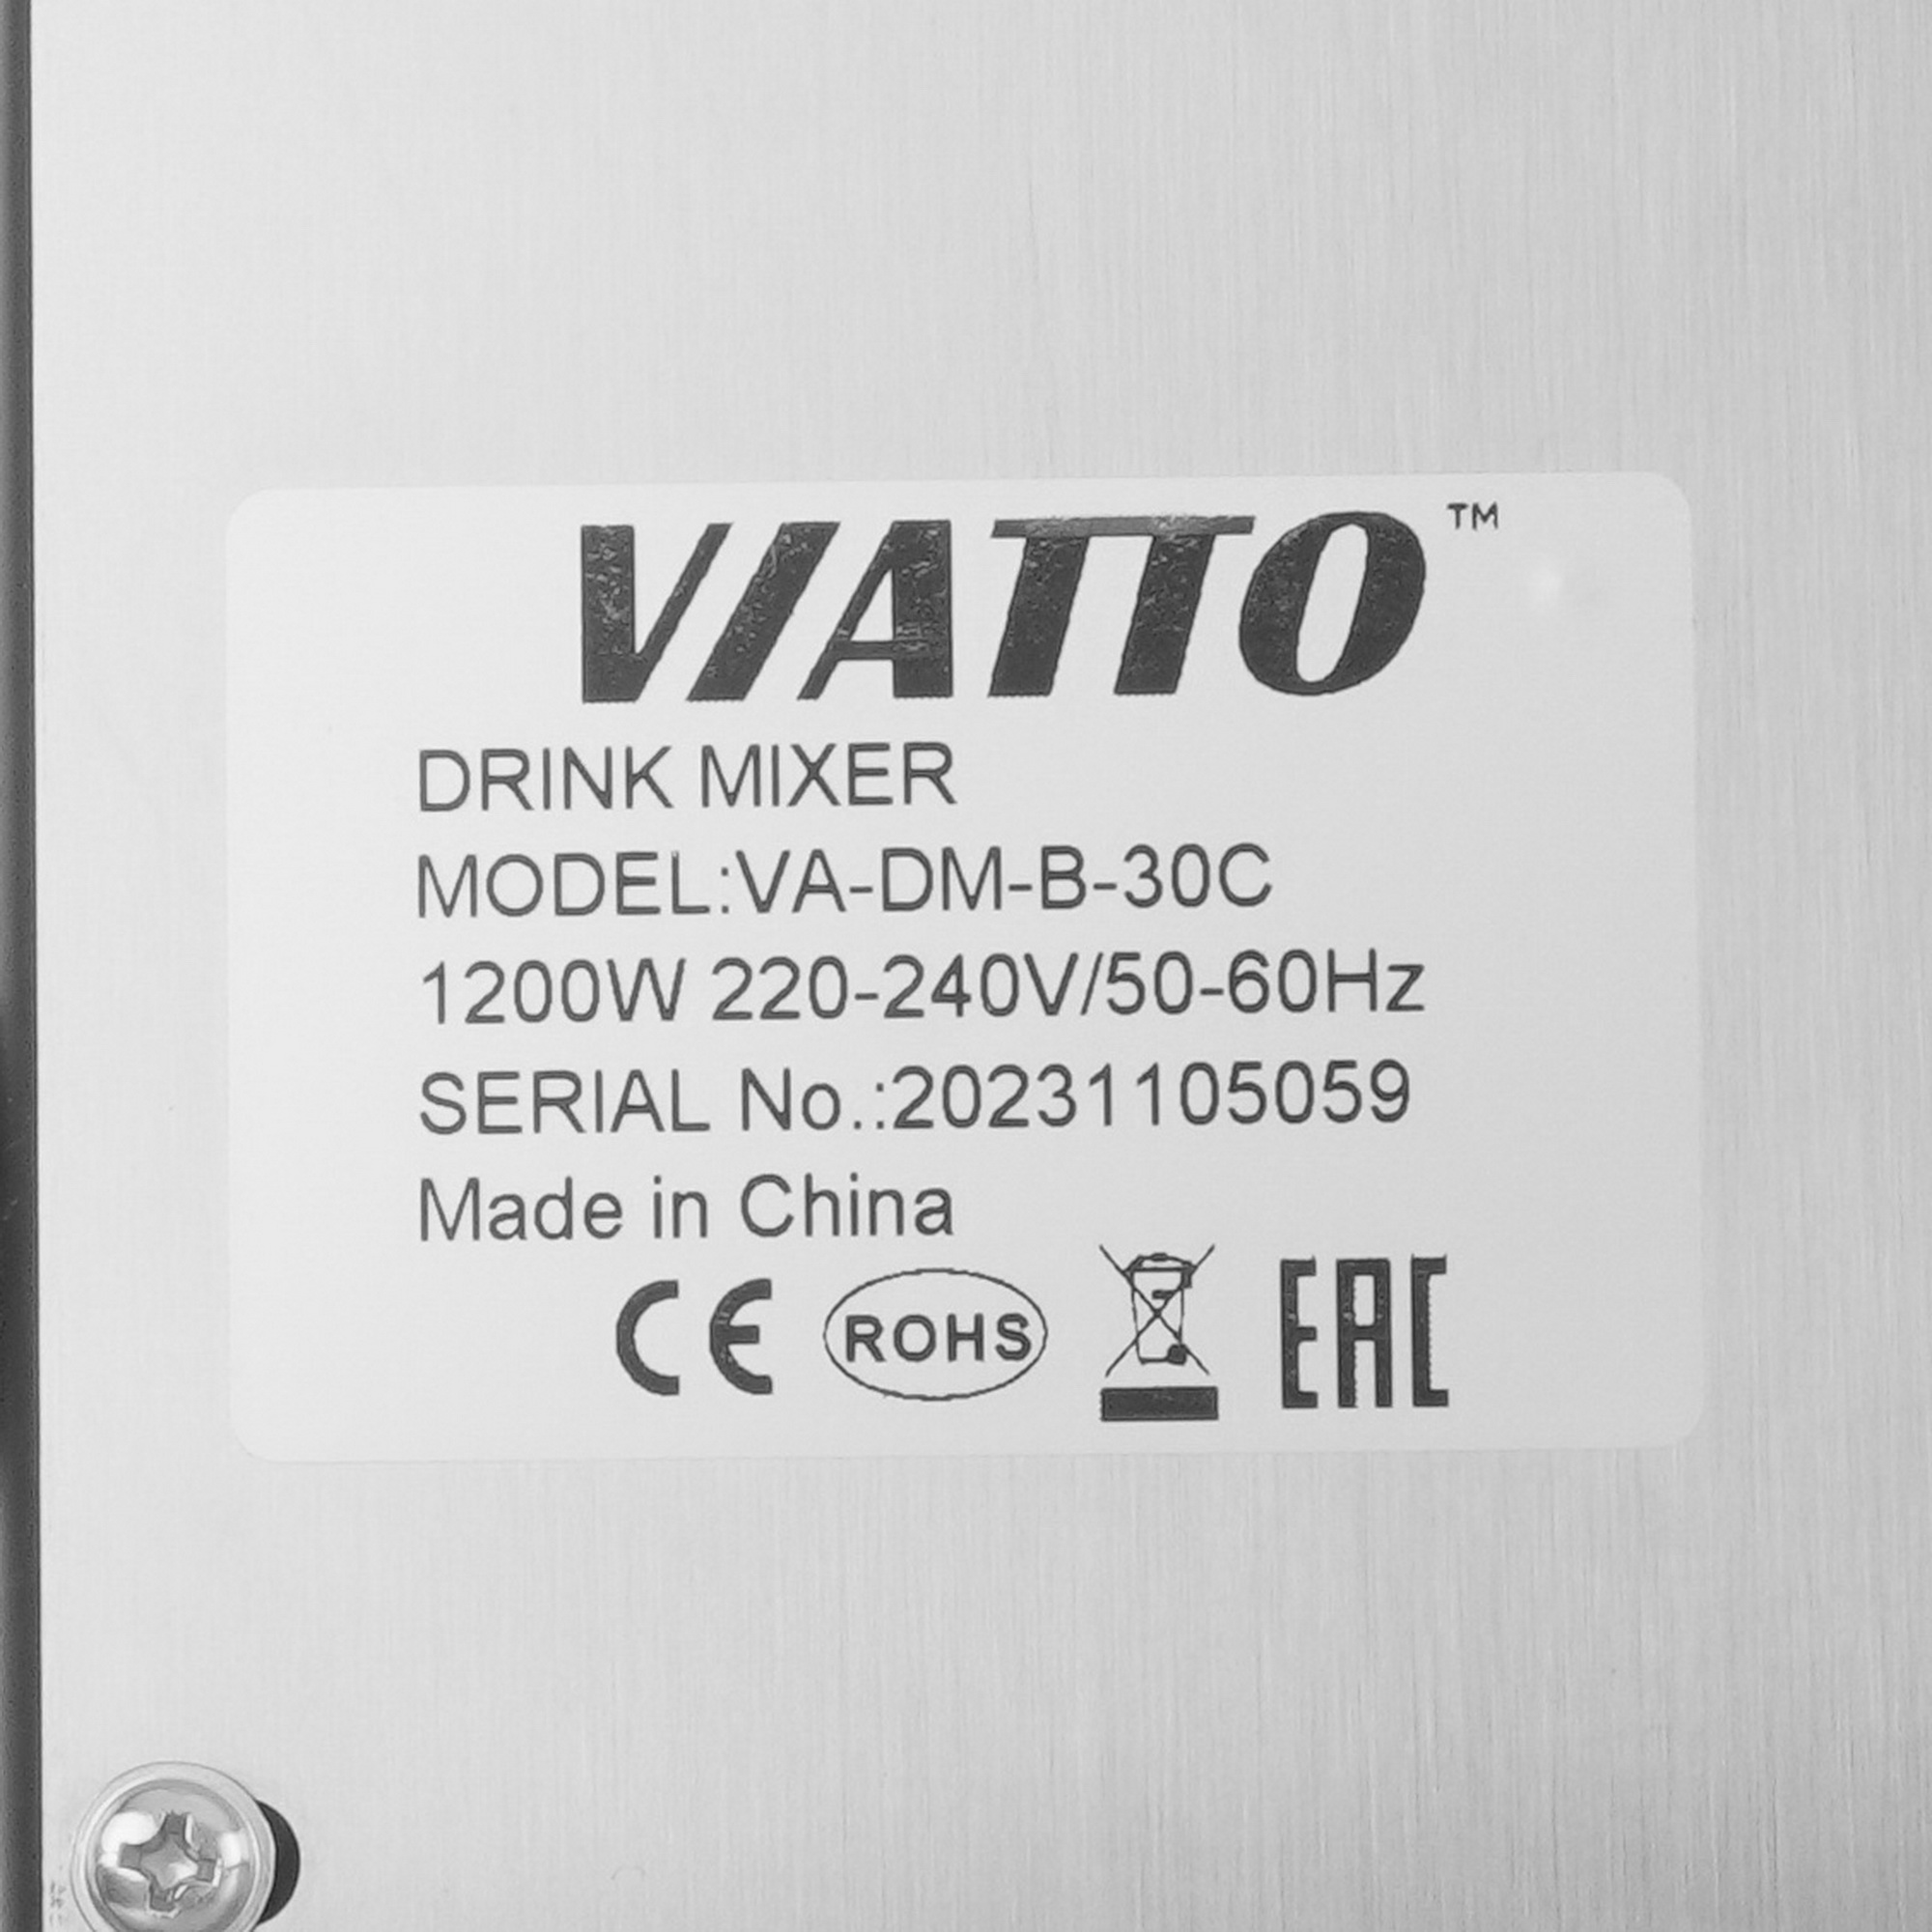 VIATTO™
DRINK MIXER
MODEL:VA-DM-B-30C
1200W 220-240V/50-60Hz
SERIAL No.:20231105059
Made in China
CE ROHS EAC